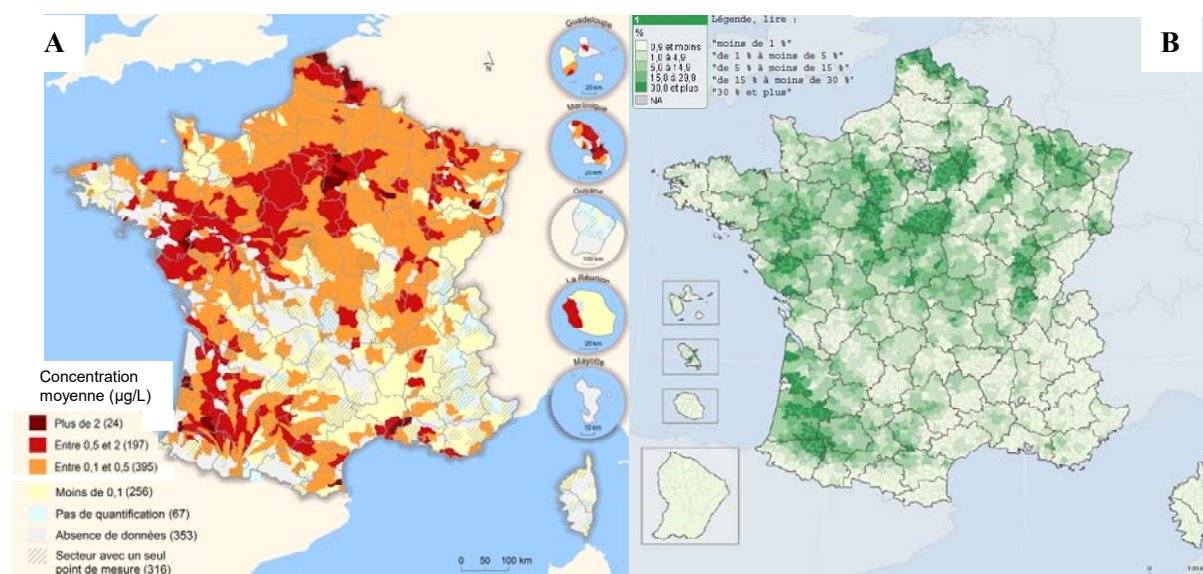 A
N
Guadeloupe
20 km
Martinique
20 km
Guyane
100 km
La Réunion
20 km
Mayotte
10 km
Concentration
moyenne (µg/L)
Plus de 2 (24)
Entre 0,5 et 2 (197)
Entre 0,1 et 0,5 (395)
Moins de 0,1 (256)
Pas de quantification (67)
Absence de données (353)
Secteur avec un seul
point de mesure (316)
0 50 100 km
B
1
%
0,9 et moins
1,0 à 4,9
5,0 à 14,9
15,0 à 29,9
30,0 et plus
NA
Légende, lire :
"moins de 1 %"
"de 1 % à moins de 5 %"
"de 5 % à moins de 15 %"
"de 15 % à moins de 30 %"
"30 % et plus"
0